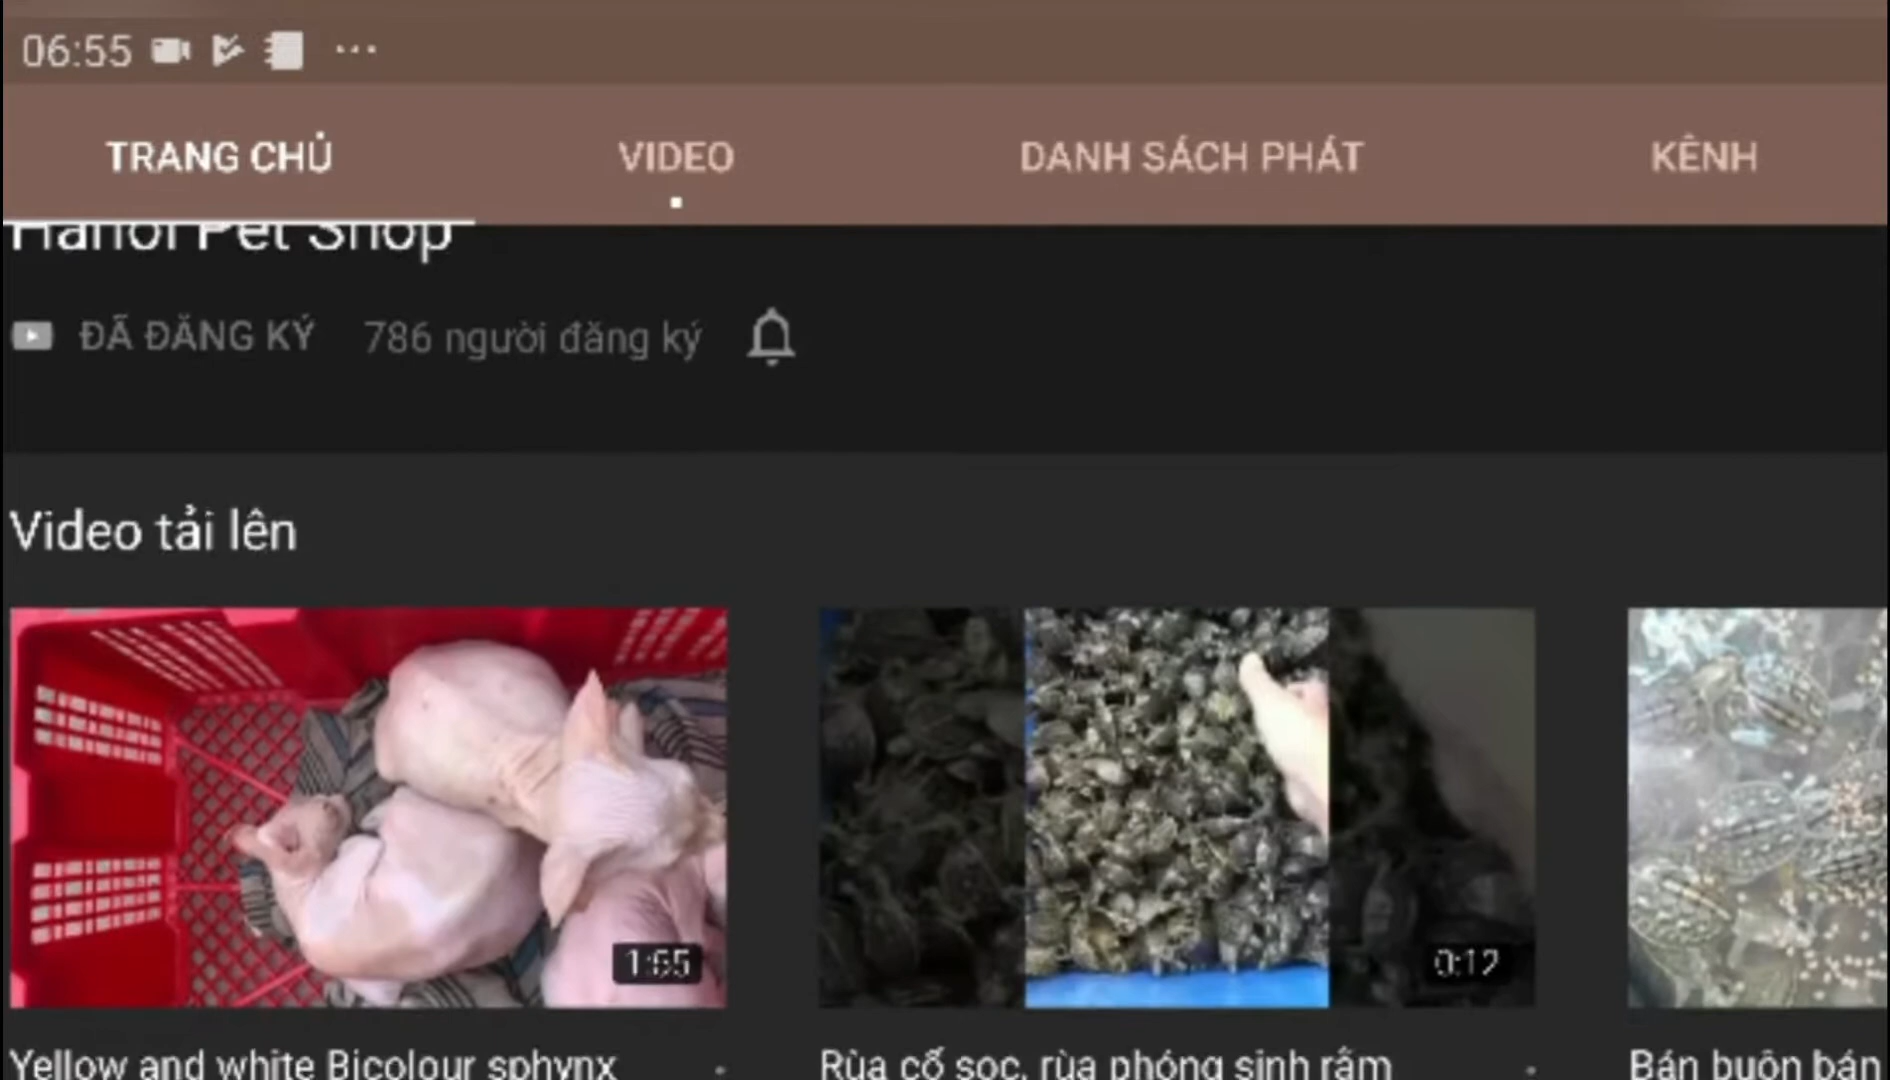 06:55
TRANG CHỦ VIDEO DANH SÁCH PHÁT KÊNH
Hanoi Pet Shop
ĐÃ ĐĂNG KÝ 786 người đăng ký
Video tải lên
1:55
0:12
Yellow and white Bicolour sphynx
Rùa cổ sọc, rùa phóng sinh rằm
Bán buôn bán